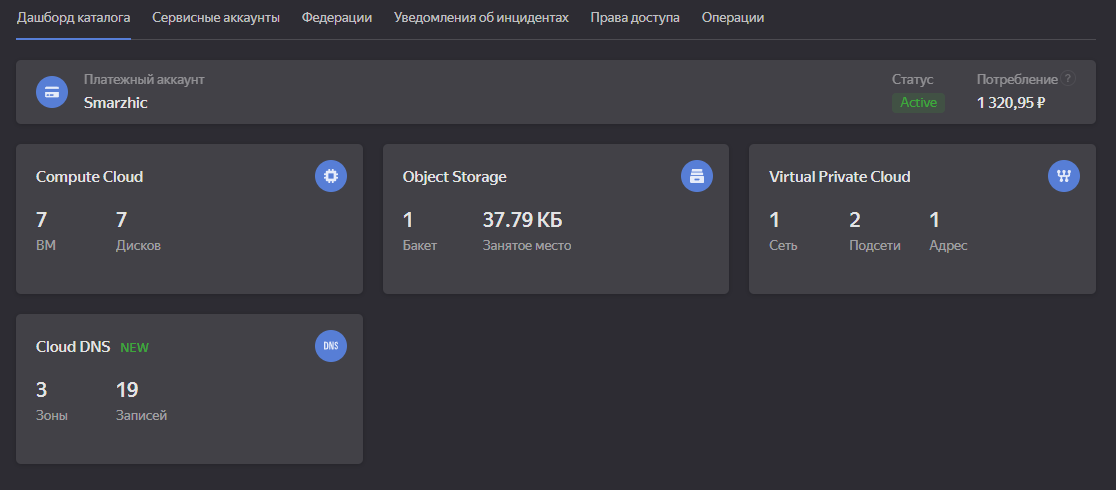 Дашборд каталога Сервисные аккаунты Федерации Уведомления об инцидентах Права доступа Операции
Платежный аккаунт Статус Потребление ?
Smarzhic Active 1 320,95 ₽
Compute Cloud Object Storage Virtual Private Cloud
7 7 1 37.79 КБ 1 2 1
ВМ Дисков Бакет Занятое место Сеть Подсети Адрес
Cloud DNS NEW DNS
3 19
Зоны Записей